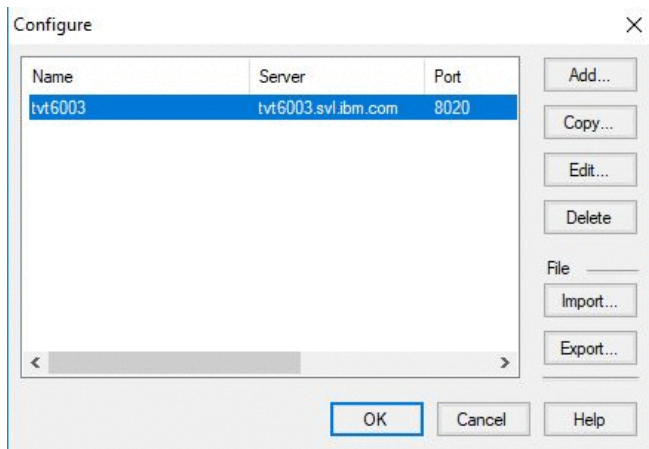 Configure
Name Server Port
tvt6003 tvt6003.svl.ibm.com 8020
Add...
Copy...
Edit...
Delete
File
Import...
Export...
OK Cancel Help